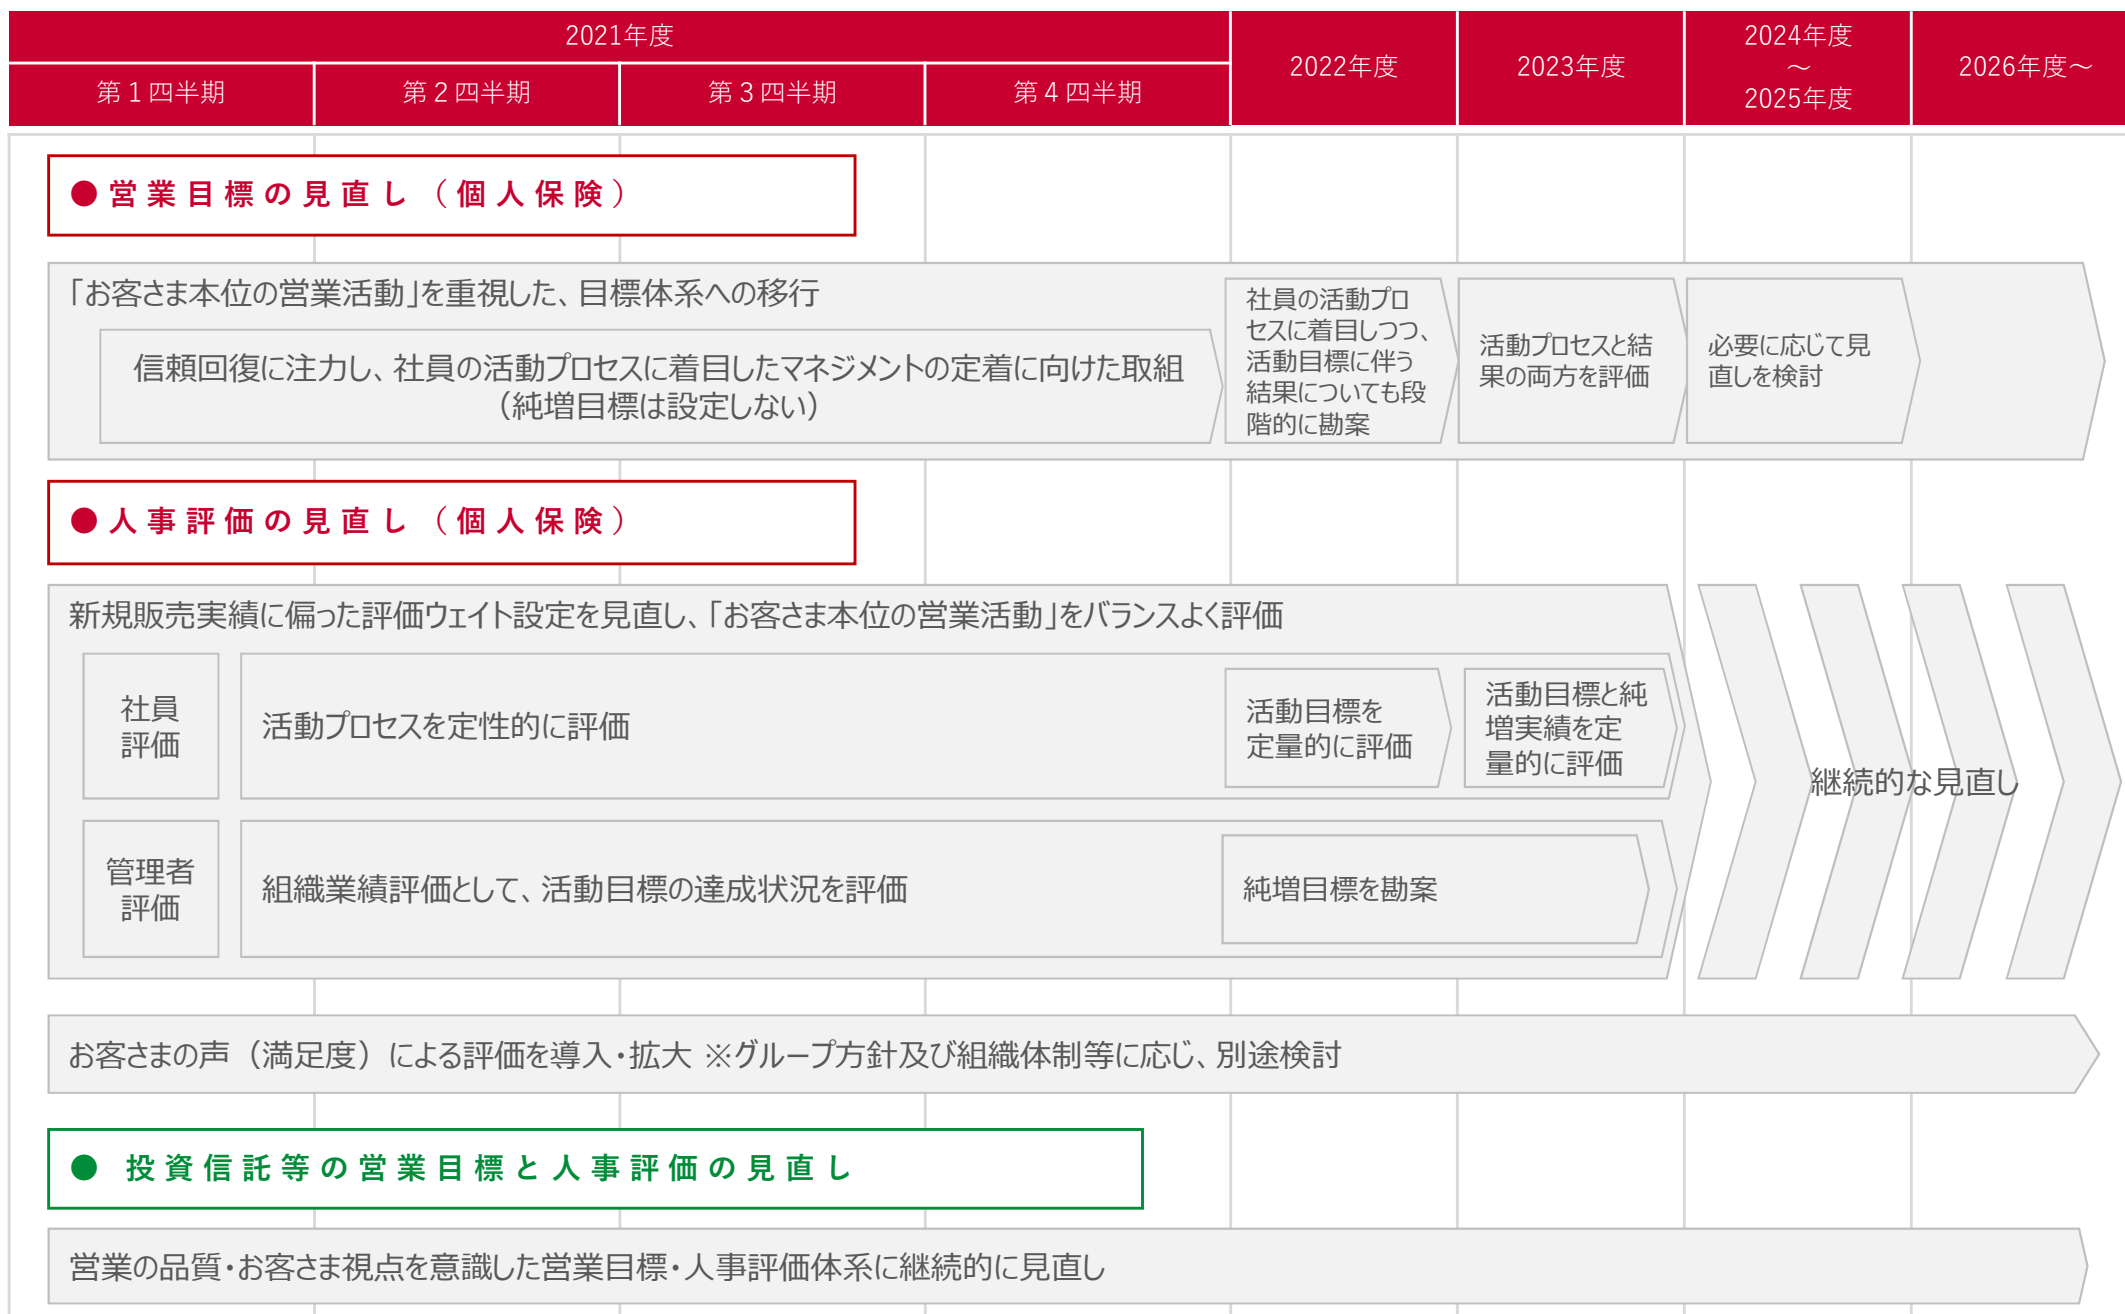 2021年度
2022年度
2023年度
2024年度
～
2025年度
2026年度～
第１四半期
第２四半期
第３四半期
第４四半期
●営業目標の見直し（個人保険）
「お客さま本位の営業活動」を重視した、目標体系への移行
信頼回復に注力し、社員の活動プロセスに着目したマネジメントの定着に向けた取組
（純増目標は設定しない）
社員の活動プロ
セスに着目しつつ、
活動目標に伴う
結果についても段
階的に勘案
活動プロセスと結
果の両方を評価
必要に応じて見
直しを検討
●人事評価の見直し（個人保険）
新規販売実績に偏った評価ウェイト設定を見直し、「お客さま本位の営業活動」をバランスよく評価
社員
評価
活動プロセスを定性的に評価
活動目標を
定量的に評価
活動目標と純
増実績を定
量的に評価
継続的な見直し
管理者
評価
組織業績評価として、活動目標の達成状況を評価
純増目標を勘案
お客さまの声（満足度）による評価を導入・拡大 ※グループ方針及び組織体制等に応じ、別途検討
● 投資信託等の営業目標と人事評価の見直し
営業の品質・お客さま視点を意識した営業目標・人事評価体系に継続的に見直し